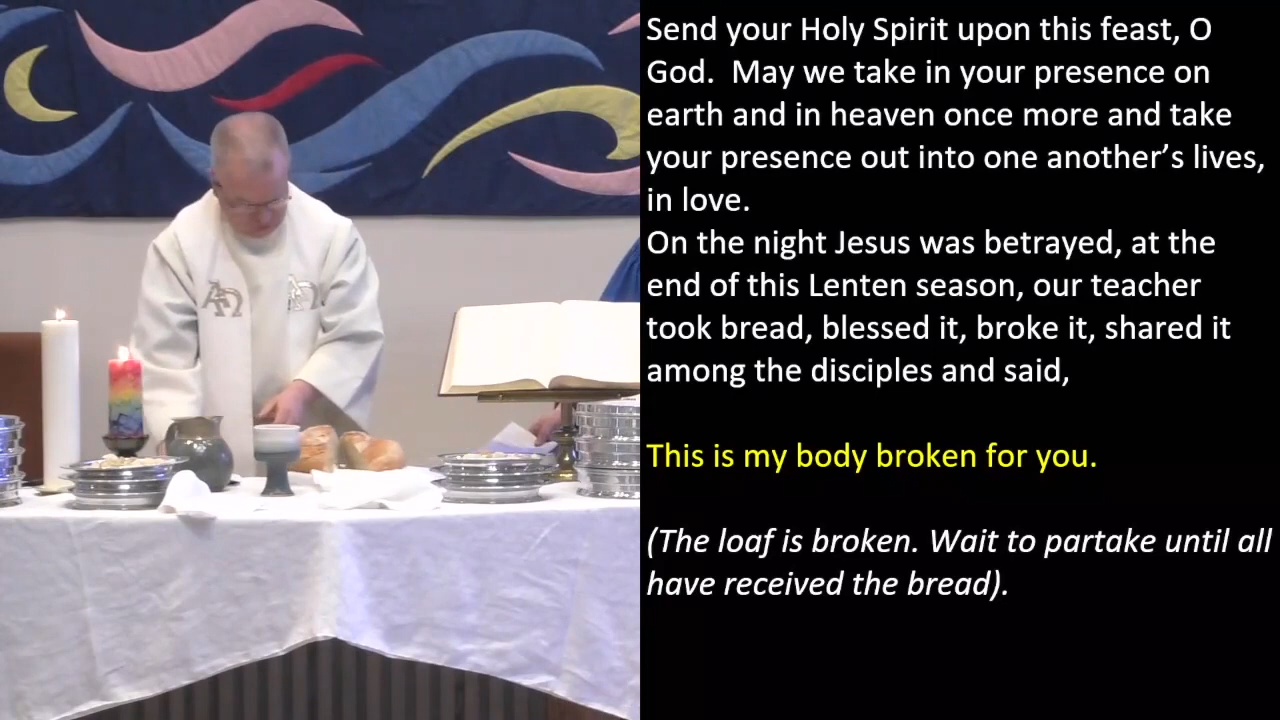 Send your Holy Spirit upon this feast, O
God.  May we take in your presence on
earth and in heaven once more and take
your presence out into one another’s lives,
in love.
On the night Jesus was betrayed, at the
end of this Lenten season, our teacher
took bread, blessed it, broke it, shared it
among the disciples and said,
This is my body broken for you.
(The loaf is broken. Wait to partake until all
have received the bread).